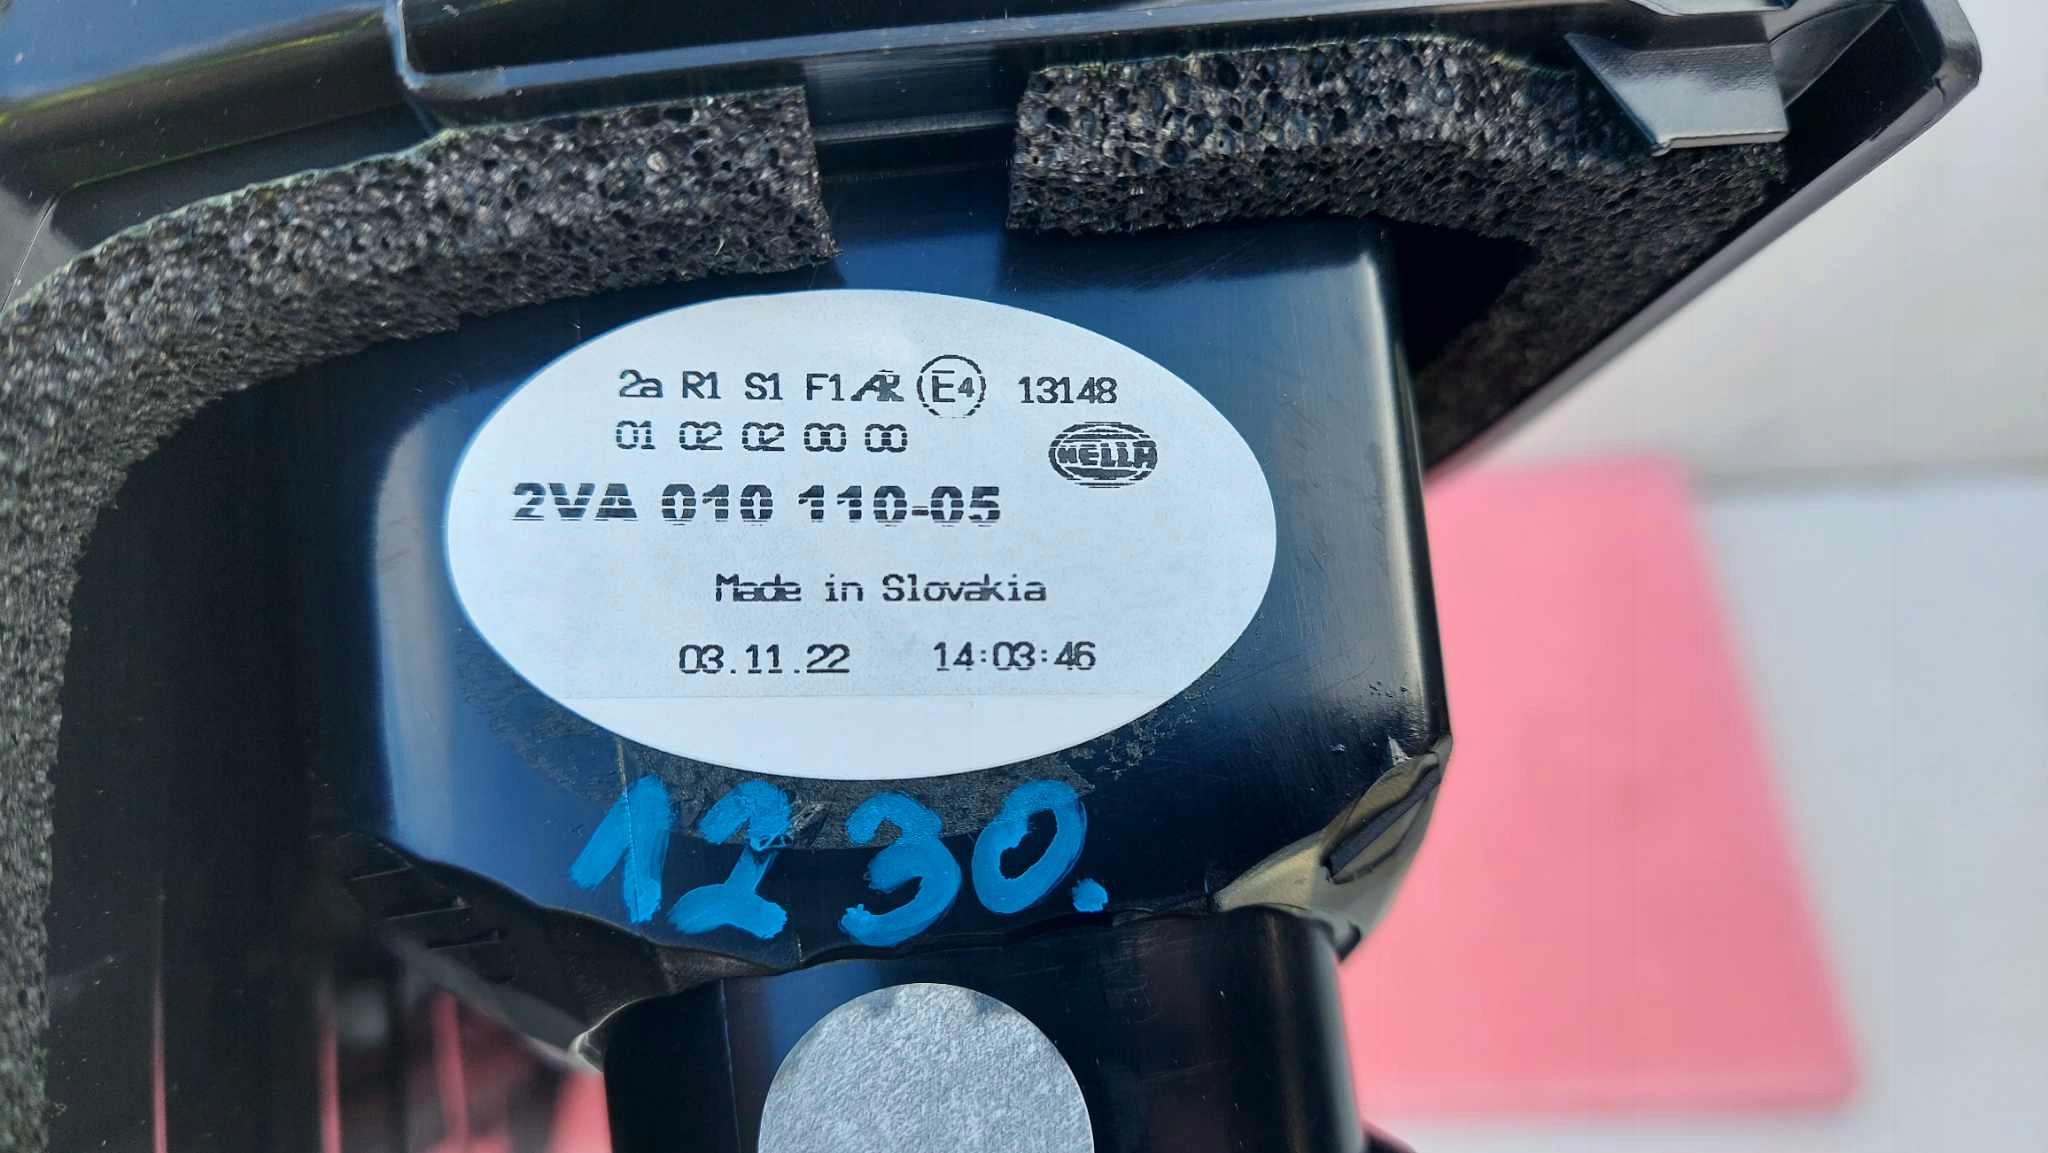 2a R1 S1 F1 AR E4 13148
01 02 02 00 00
HELLA
2VA 010 110-05
Made in Slovakia
03.11.22 14:03:46
1230.